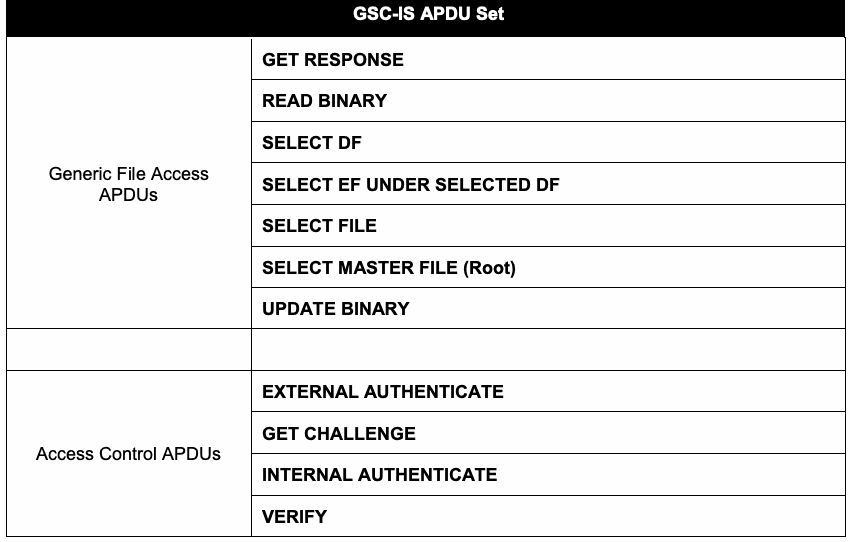 GSC-IS APDU Set
Generic File Access
APDUs
GET RESPONSE
READ BINARY
SELECT DF
SELECT EF UNDER SELECTED DF
SELECT FILE
SELECT MASTER FILE (Root)
UPDATE BINARY
Access Control APDUs
EXTERNAL AUTHENTICATE
GET CHALLENGE
INTERNAL AUTHENTICATE
VERIFY